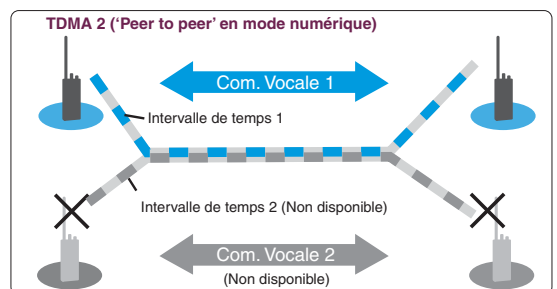 TDMA 2 (‘Peer to peer’ en mode numérique)
Com. Vocale 1
Intervalle de temps 1
Intervalle de temps 2 (Non disponible)
Com. Vocale 2
(Non disponible)